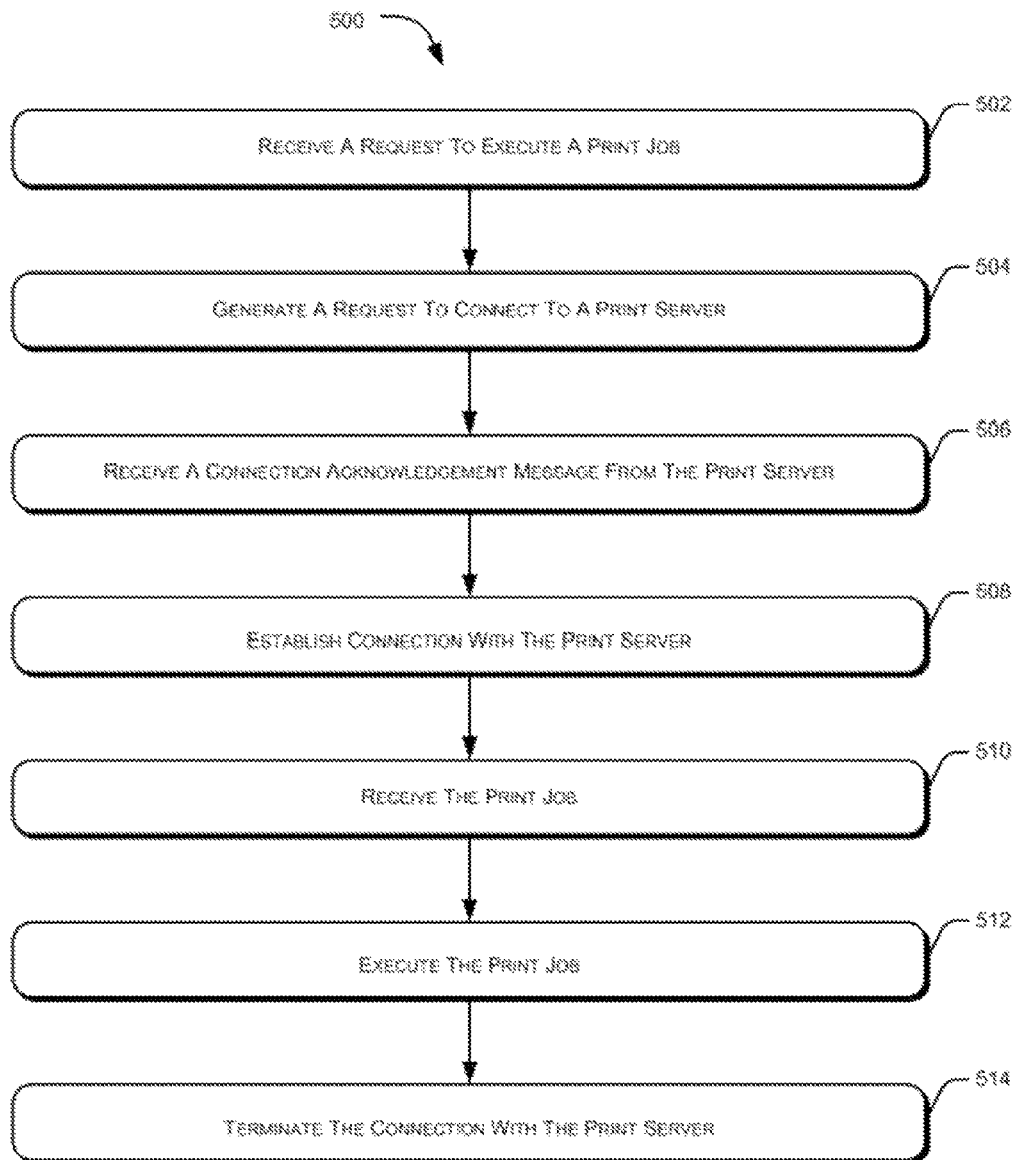 500
502
RECEIVE A REQUEST TO EXECUTE A PRINT JOB
504
GENERATE A REQUEST TO CONNECT TO A PRINT SERVER
506
RECEIVE A CONNECTION ACKNOWLEDGEMENT MESSAGE FROM THE PRINT SERVER
508
ESTABLISH CONNECTION WITH THE PRINT SERVER
510
RECEIVE THE PRINT JOB
512
EXECUTE THE PRINT JOB
514
TERMINATE THE CONNECTION WITH THE PRINT SERVER